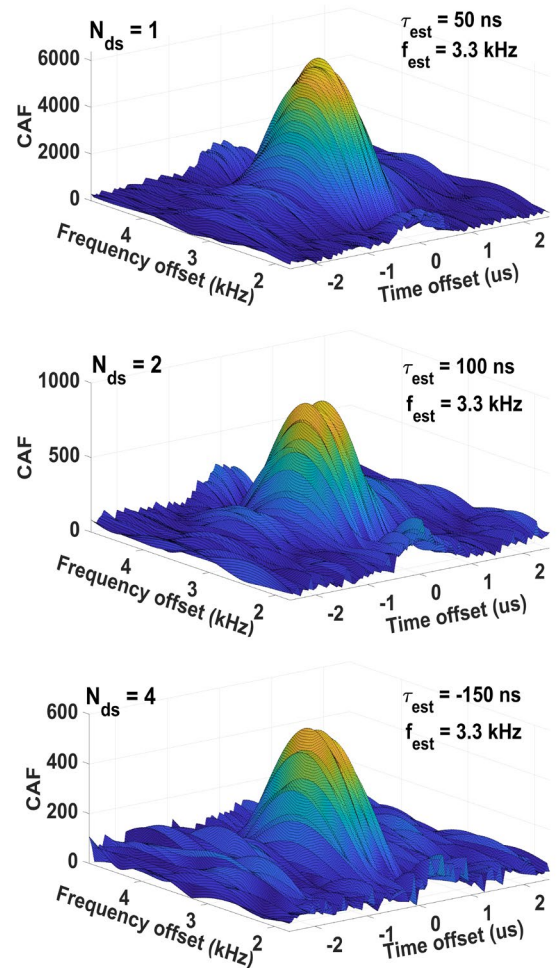 N_ds = 1
τ_est = 50 ns
f_est = 3.3 kHz
6000
4000
2000
0
CAF
4
3
2
Frequency offset (kHz)
-2
-1
0
1
2
Time offset (us)
N_ds = 2
τ_est = 100 ns
f_est = 3.3 kHz
1000
500
0
CAF
4
3
2
Frequency offset (kHz)
-2
-1
0
1
2
Time offset (us)
N_ds = 4
τ_est = -150 ns
f_est = 3.3 kHz
600
400
200
0
CAF
4
3
2
Frequency offset (kHz)
-2
-1
0
1
2
Time offset (us)